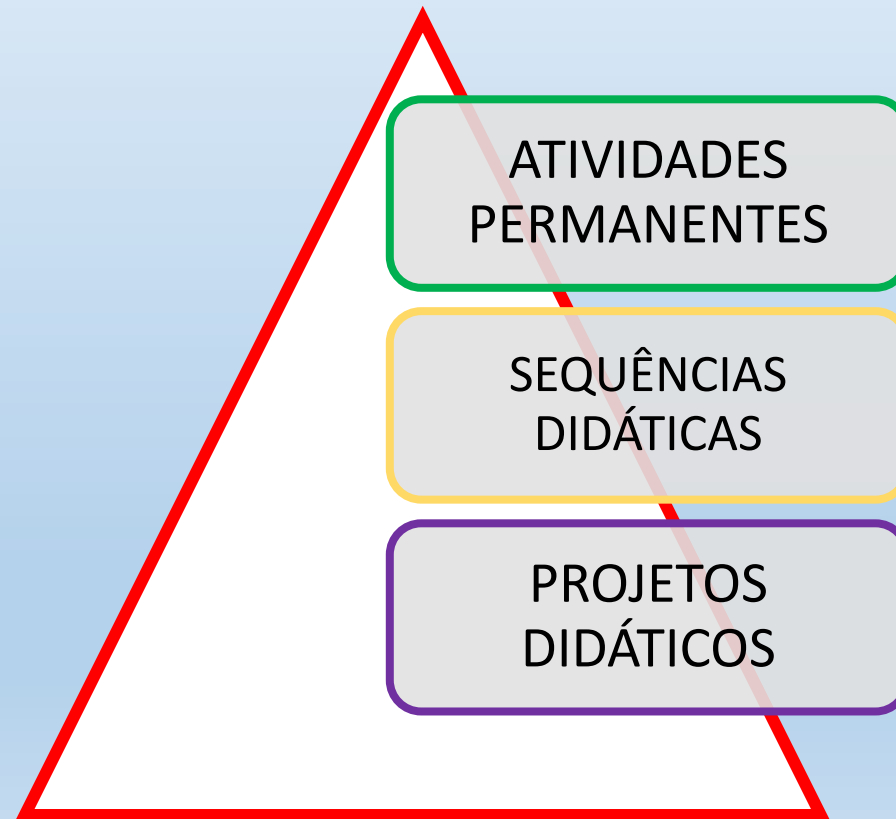 ATIVIDADES
PERMANENTES
SEQUÊNCIAS
DIDÁTICAS
PROJETOS
DIDÁTICOS